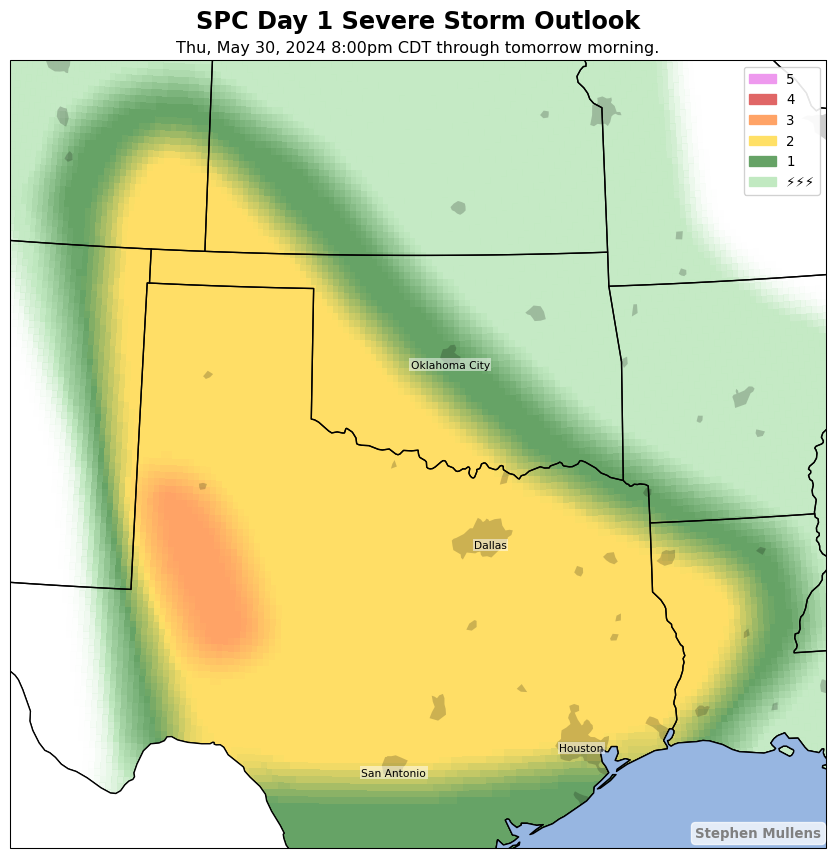 SPC Day 1 Severe Storm Outlook
Thu, May 30, 2024 8:00pm CDT through tomorrow morning.
5
4
3
2
1
⚡⚡⚡
Oklahoma City
Dallas
Houston
San Antonio
Stephen Mullens